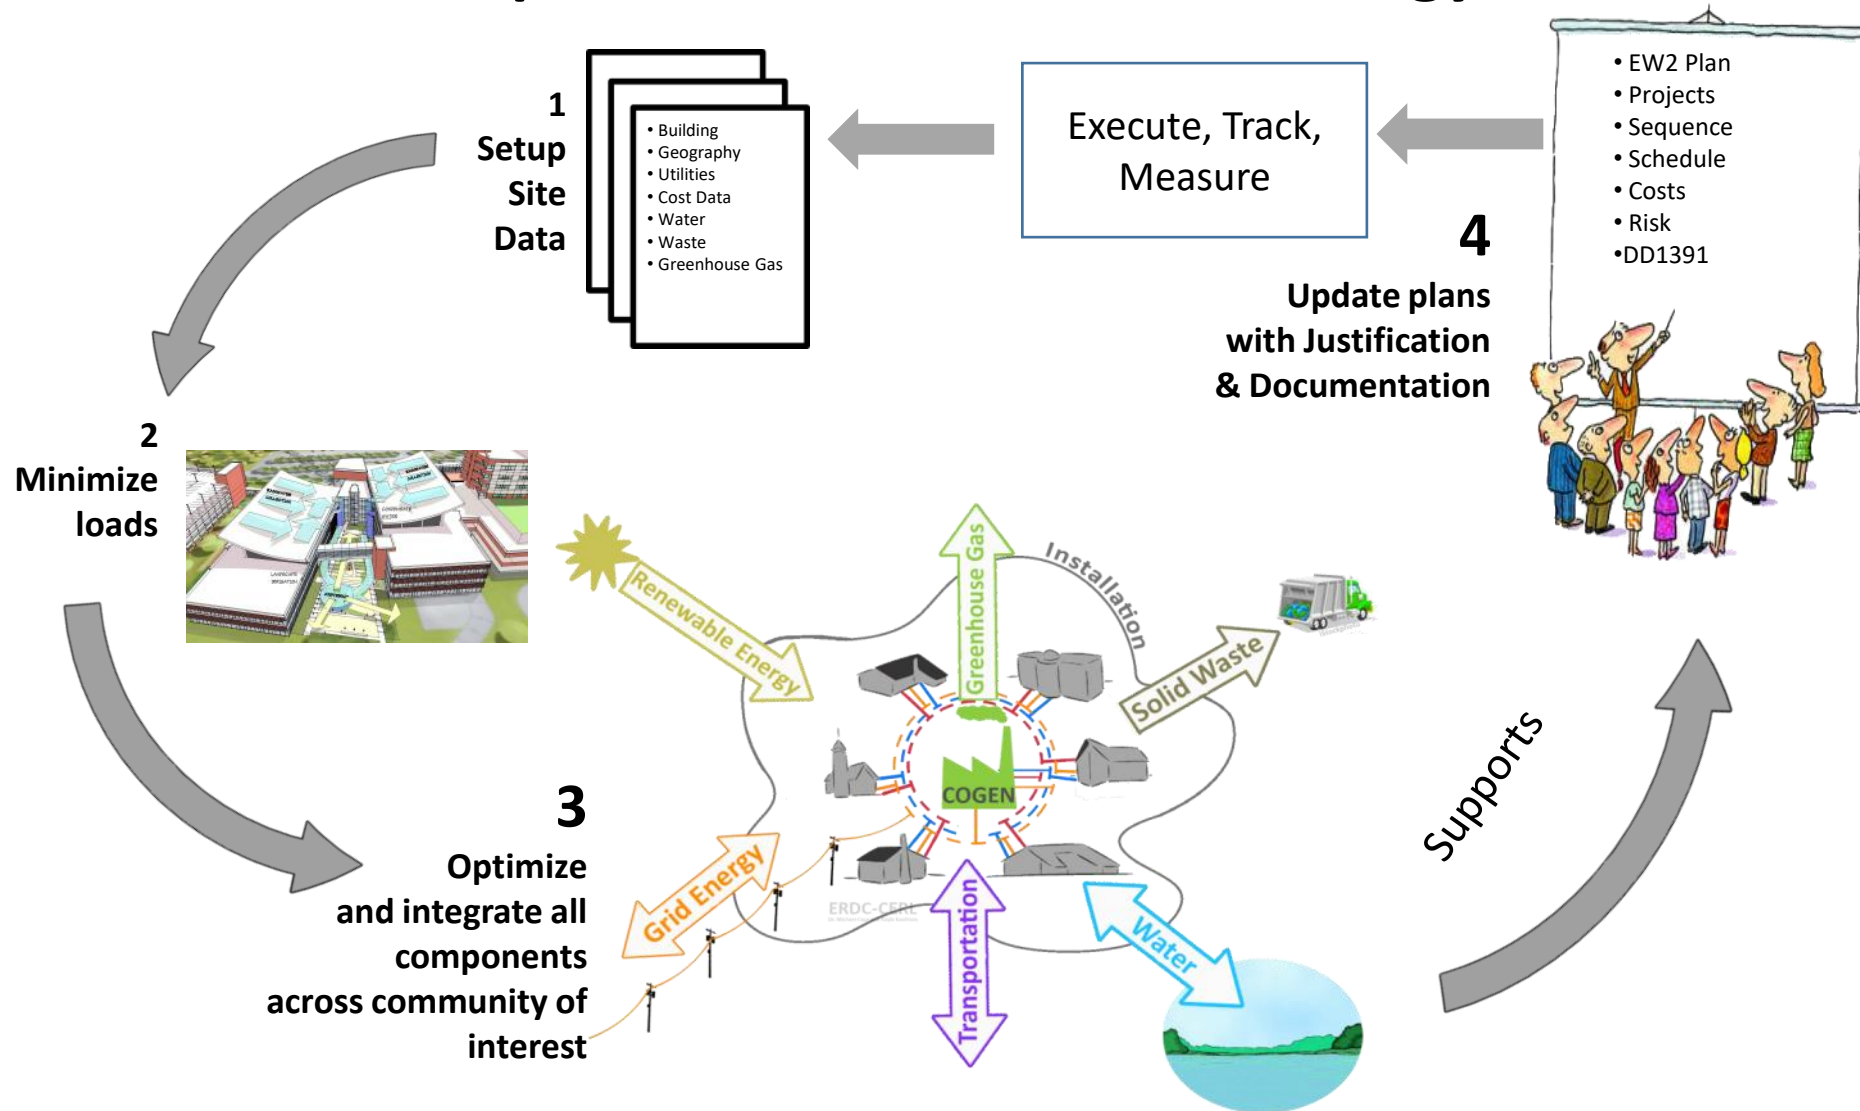 1
Setup
Site
Data
• Building
• Geography
• Utilities
• Cost Data
• Water
• Waste
• Greenhouse Gas
Execute, Track,
Measure
• EW2 Plan
• Projects
• Sequence
• Schedule
• Costs
• Risk
•DD1391
4
Update plans
with Justification
& Documentation
2
Minimize
loads
3
Optimize
and integrate all
components
across community of
interest
Renewable Energy
Greenhouse Gas
Installation
Solid Waste
COGEN
Grid Energy
ERDC-CERL
Transportation
Water
Supports